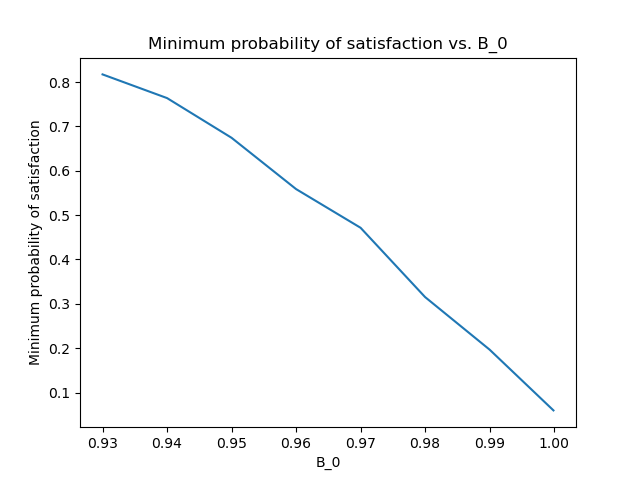 Minimum probability of satisfaction vs. B_0
Minimum probability of satisfaction
0.8
0.7
0.6
0.5
0.4
0.3
0.2
0.1
0.93 0.94 0.95 0.96 0.97 0.98 0.99 1.00
B_0